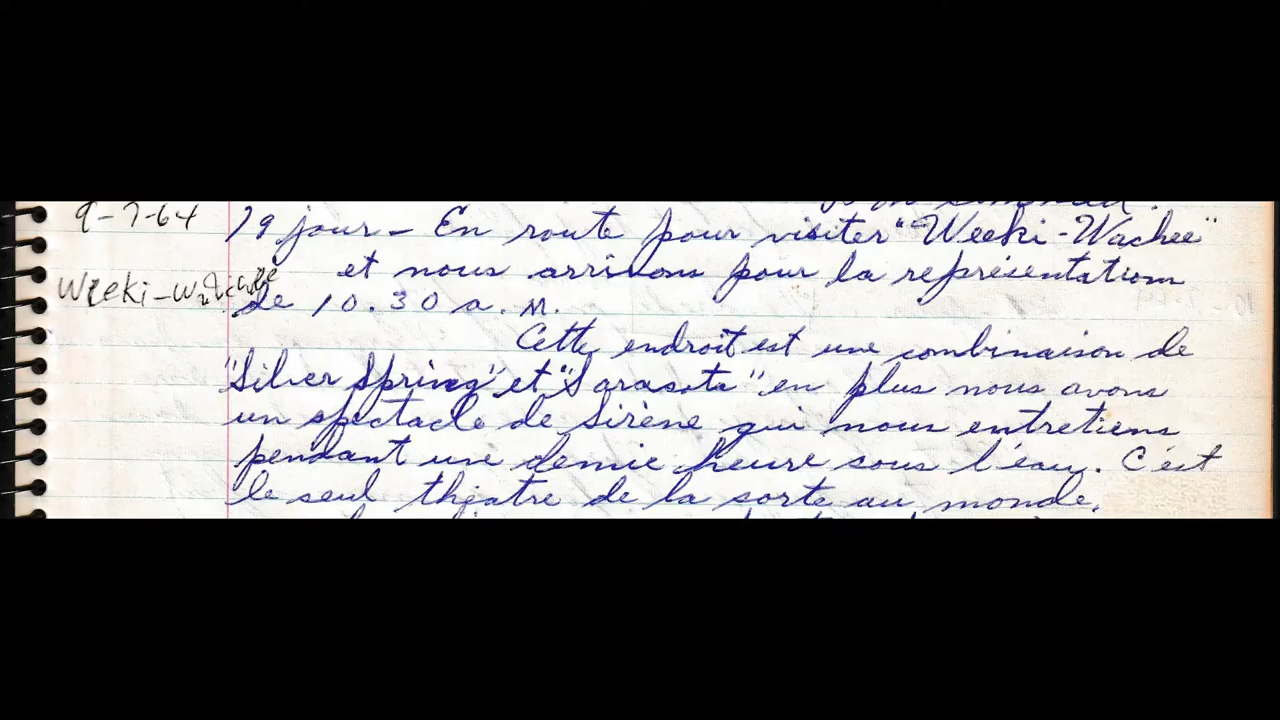 9-7-64
19 jour - En route pour visiter "Weeki-Wachee"
et nous arrivons pour la représentation
Weeki-
de 10.30 a.m.
Cette endroit est une combinaison de
"Silver Spring" et "Sarasota" en plus nous avons
un spectacle de Sirène qui nous entretiens
pendant une demie heure sous l'eau. C'est
le seul théatre de la sorte au monde.